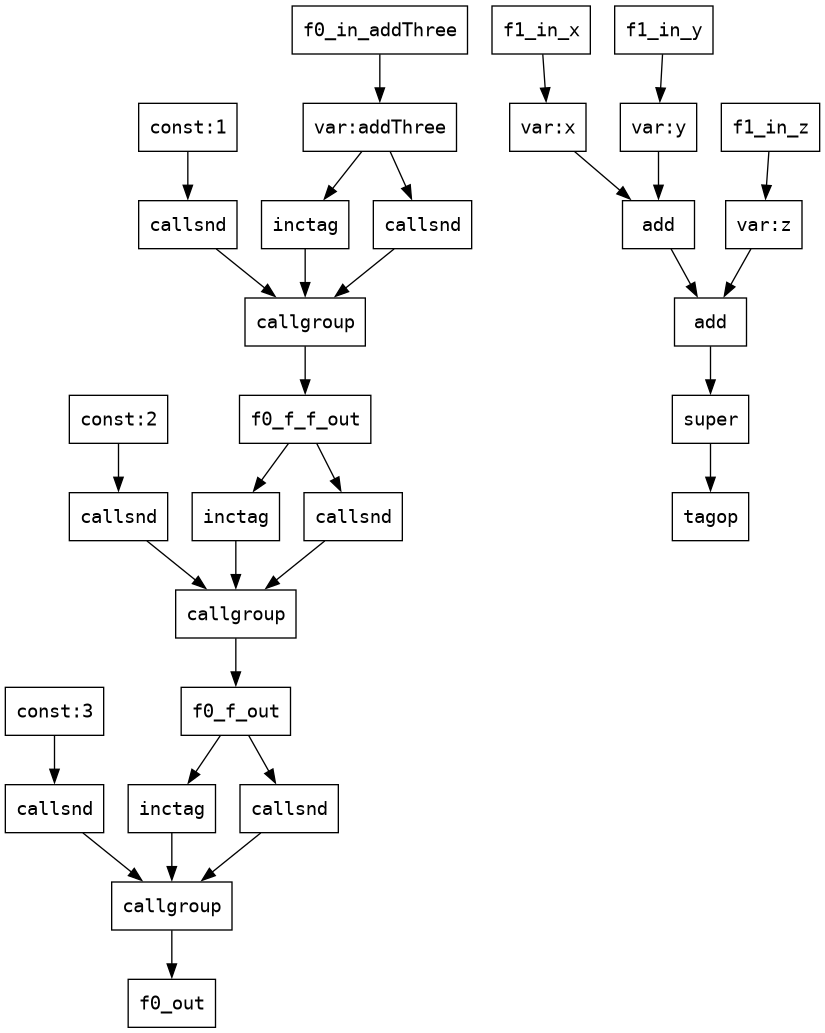 f0_in_addThree
f1_in_x
f1_in_y
const:1
var:addThree
var:x
var:y
f1_in_z
callsnd
inctag
callsnd
add
var:z
callgroup
add
const:2
f0_f_f_out
super
callsnd
inctag
callsnd
tagop
callgroup
const:3
f0_f_out
callsnd
inctag
callsnd
callgroup
f0_out